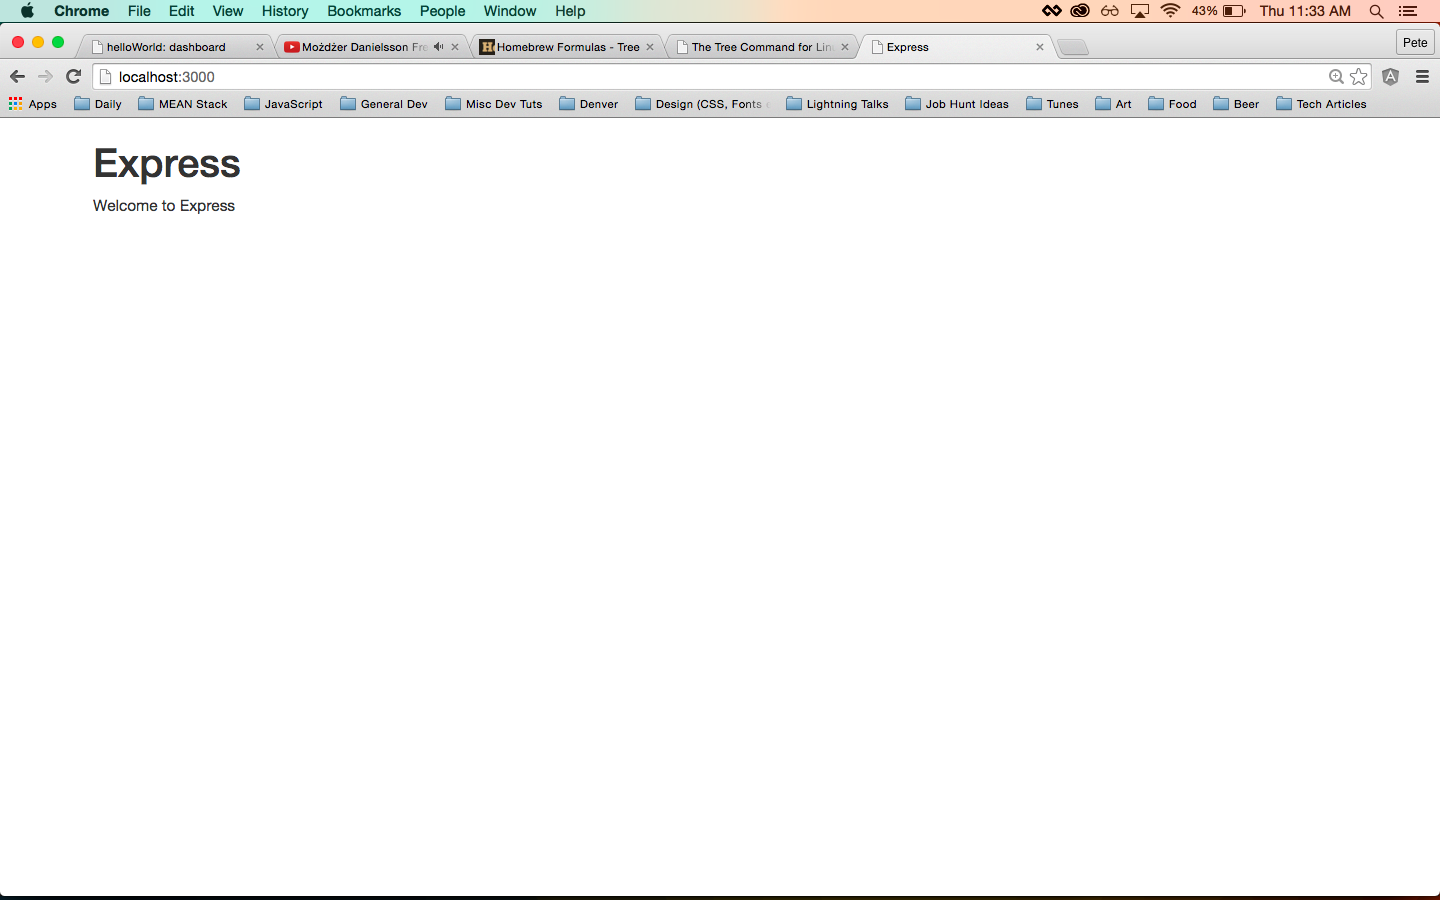 Chrome File Edit View History Bookmarks People Window Help 43% Thu 11:33 AM
helloWorld: dashboard Możdżer Danielsson Fre Homebrew Formulas - Tree The Tree Command for Lin Express Pete
localhost:3000
Apps Daily MEAN Stack JavaScript General Dev Misc Dev Tuts Denver Design (CSS, Fonts Lightning Talks Job Hunt Ideas Tunes Art Food Beer Tech Articles
Express
Welcome to Express